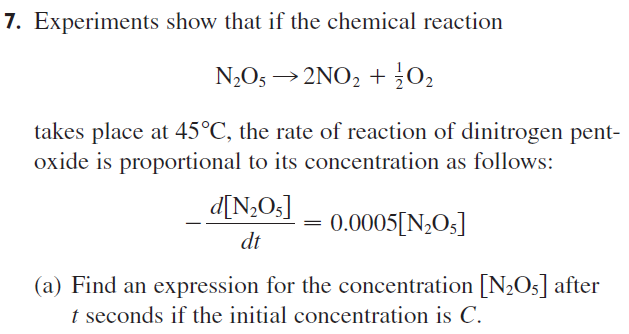 7. Experiments show that if the chemical reaction
N₂O₅ → 2NO₂ + ½O₂
takes place at 45°C, the rate of reaction of dinitrogen pent-
oxide is proportional to its concentration as follows:
− d[N₂O₅]/dt = 0.0005[N₂O₅]
(a) Find an expression for the concentration [N₂O₅] after
t seconds if the initial concentration is C.